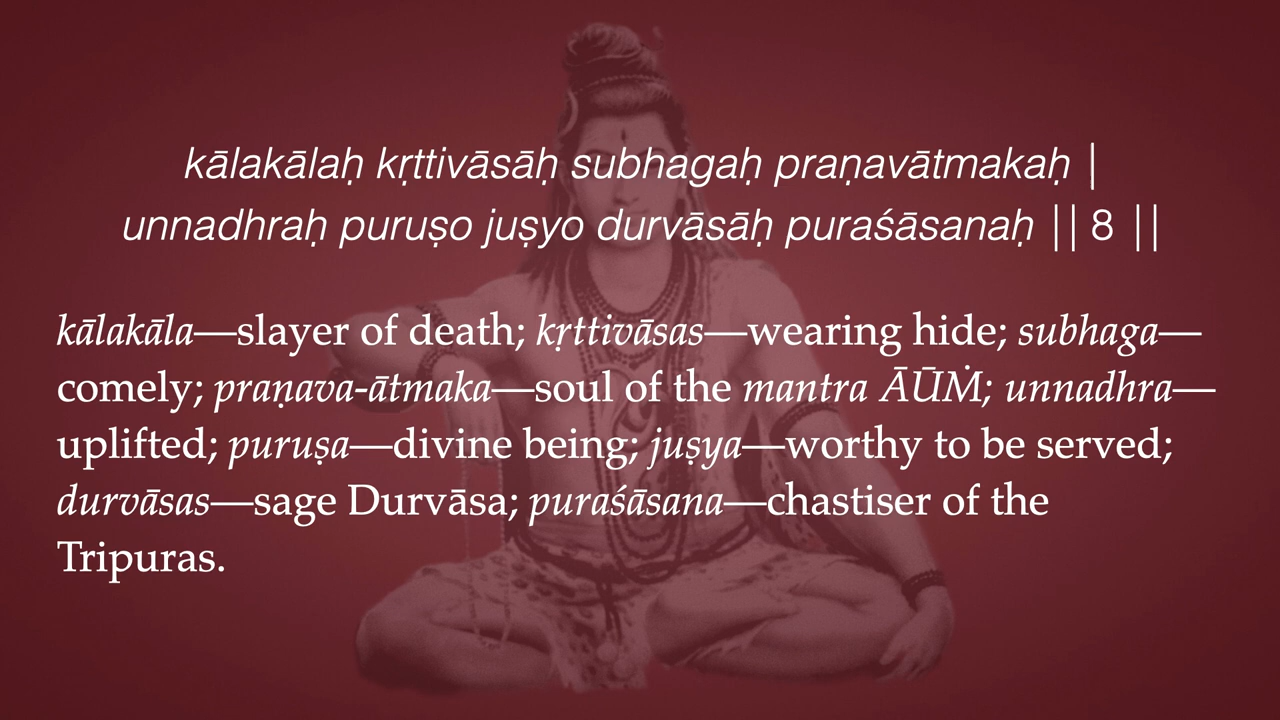 kālakālaḥ kṛttivāsāḥ subhagaḥ praṇavātmakaḥ |
unnadhraḥ puruṣo juṣyo durvāsāḥ puraśāsanaḥ || 8 ||
kālakāla—slayer of death; kṛttivāsas—wearing hide; subhaga—
comely; praṇava-ātmaka—soul of the mantra ĀŪṀ; unnadhra—
uplifted; puruṣa—divine being; juṣya—worthy to be served;
durvāsas—sage Durvāsa; puraśāsana—chastiser of the
Tripuras.